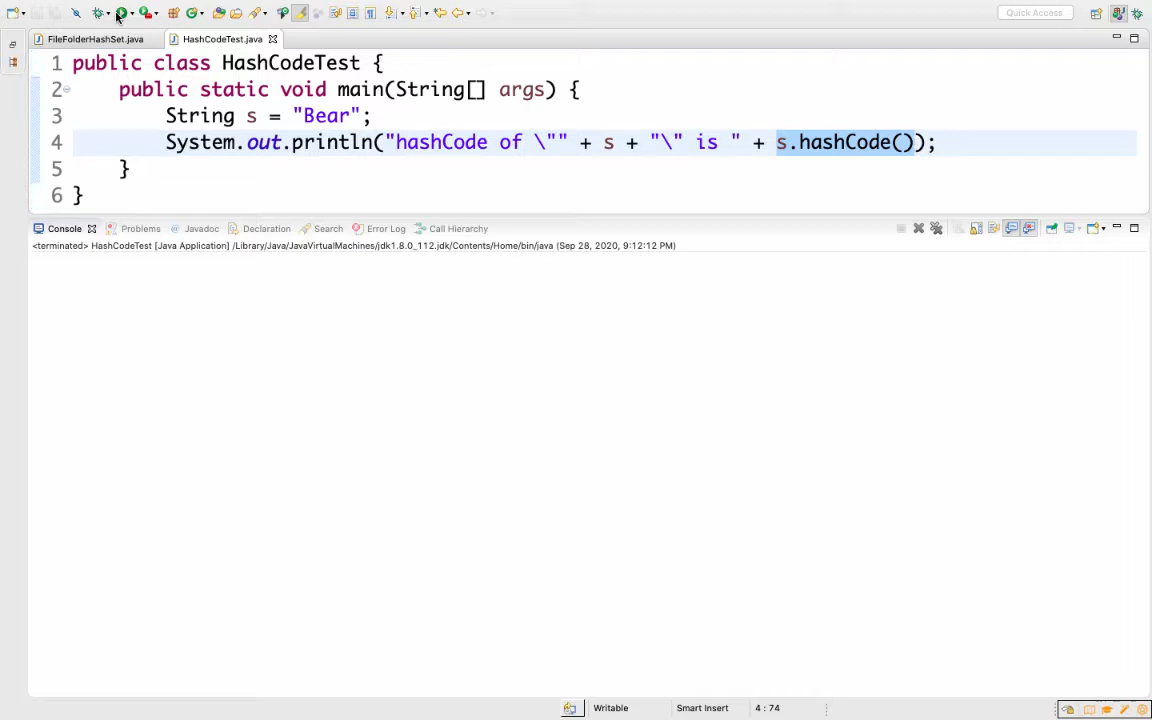 Quick Access
FileFolderHashSet.java
HashCodeTest.java
1 public class HashCodeTest {
2 public static void main(String[] args) {
3 String s = "Bear";
4 System.out.println("hashCode of \"" + s + "\" is " + s.hashCode());
5 }
6 }
Console Problems Javadoc Declaration Search Error Log Call Hierarchy
<terminated> HashCodeTest [Java Application] /Library/Java/JavaVirtualMachines/jdk1.8.0_112.jdk/Contents/Home/bin/java (Sep 28, 2020, 9:12:12 PM)
Writable Smart Insert 4 : 74